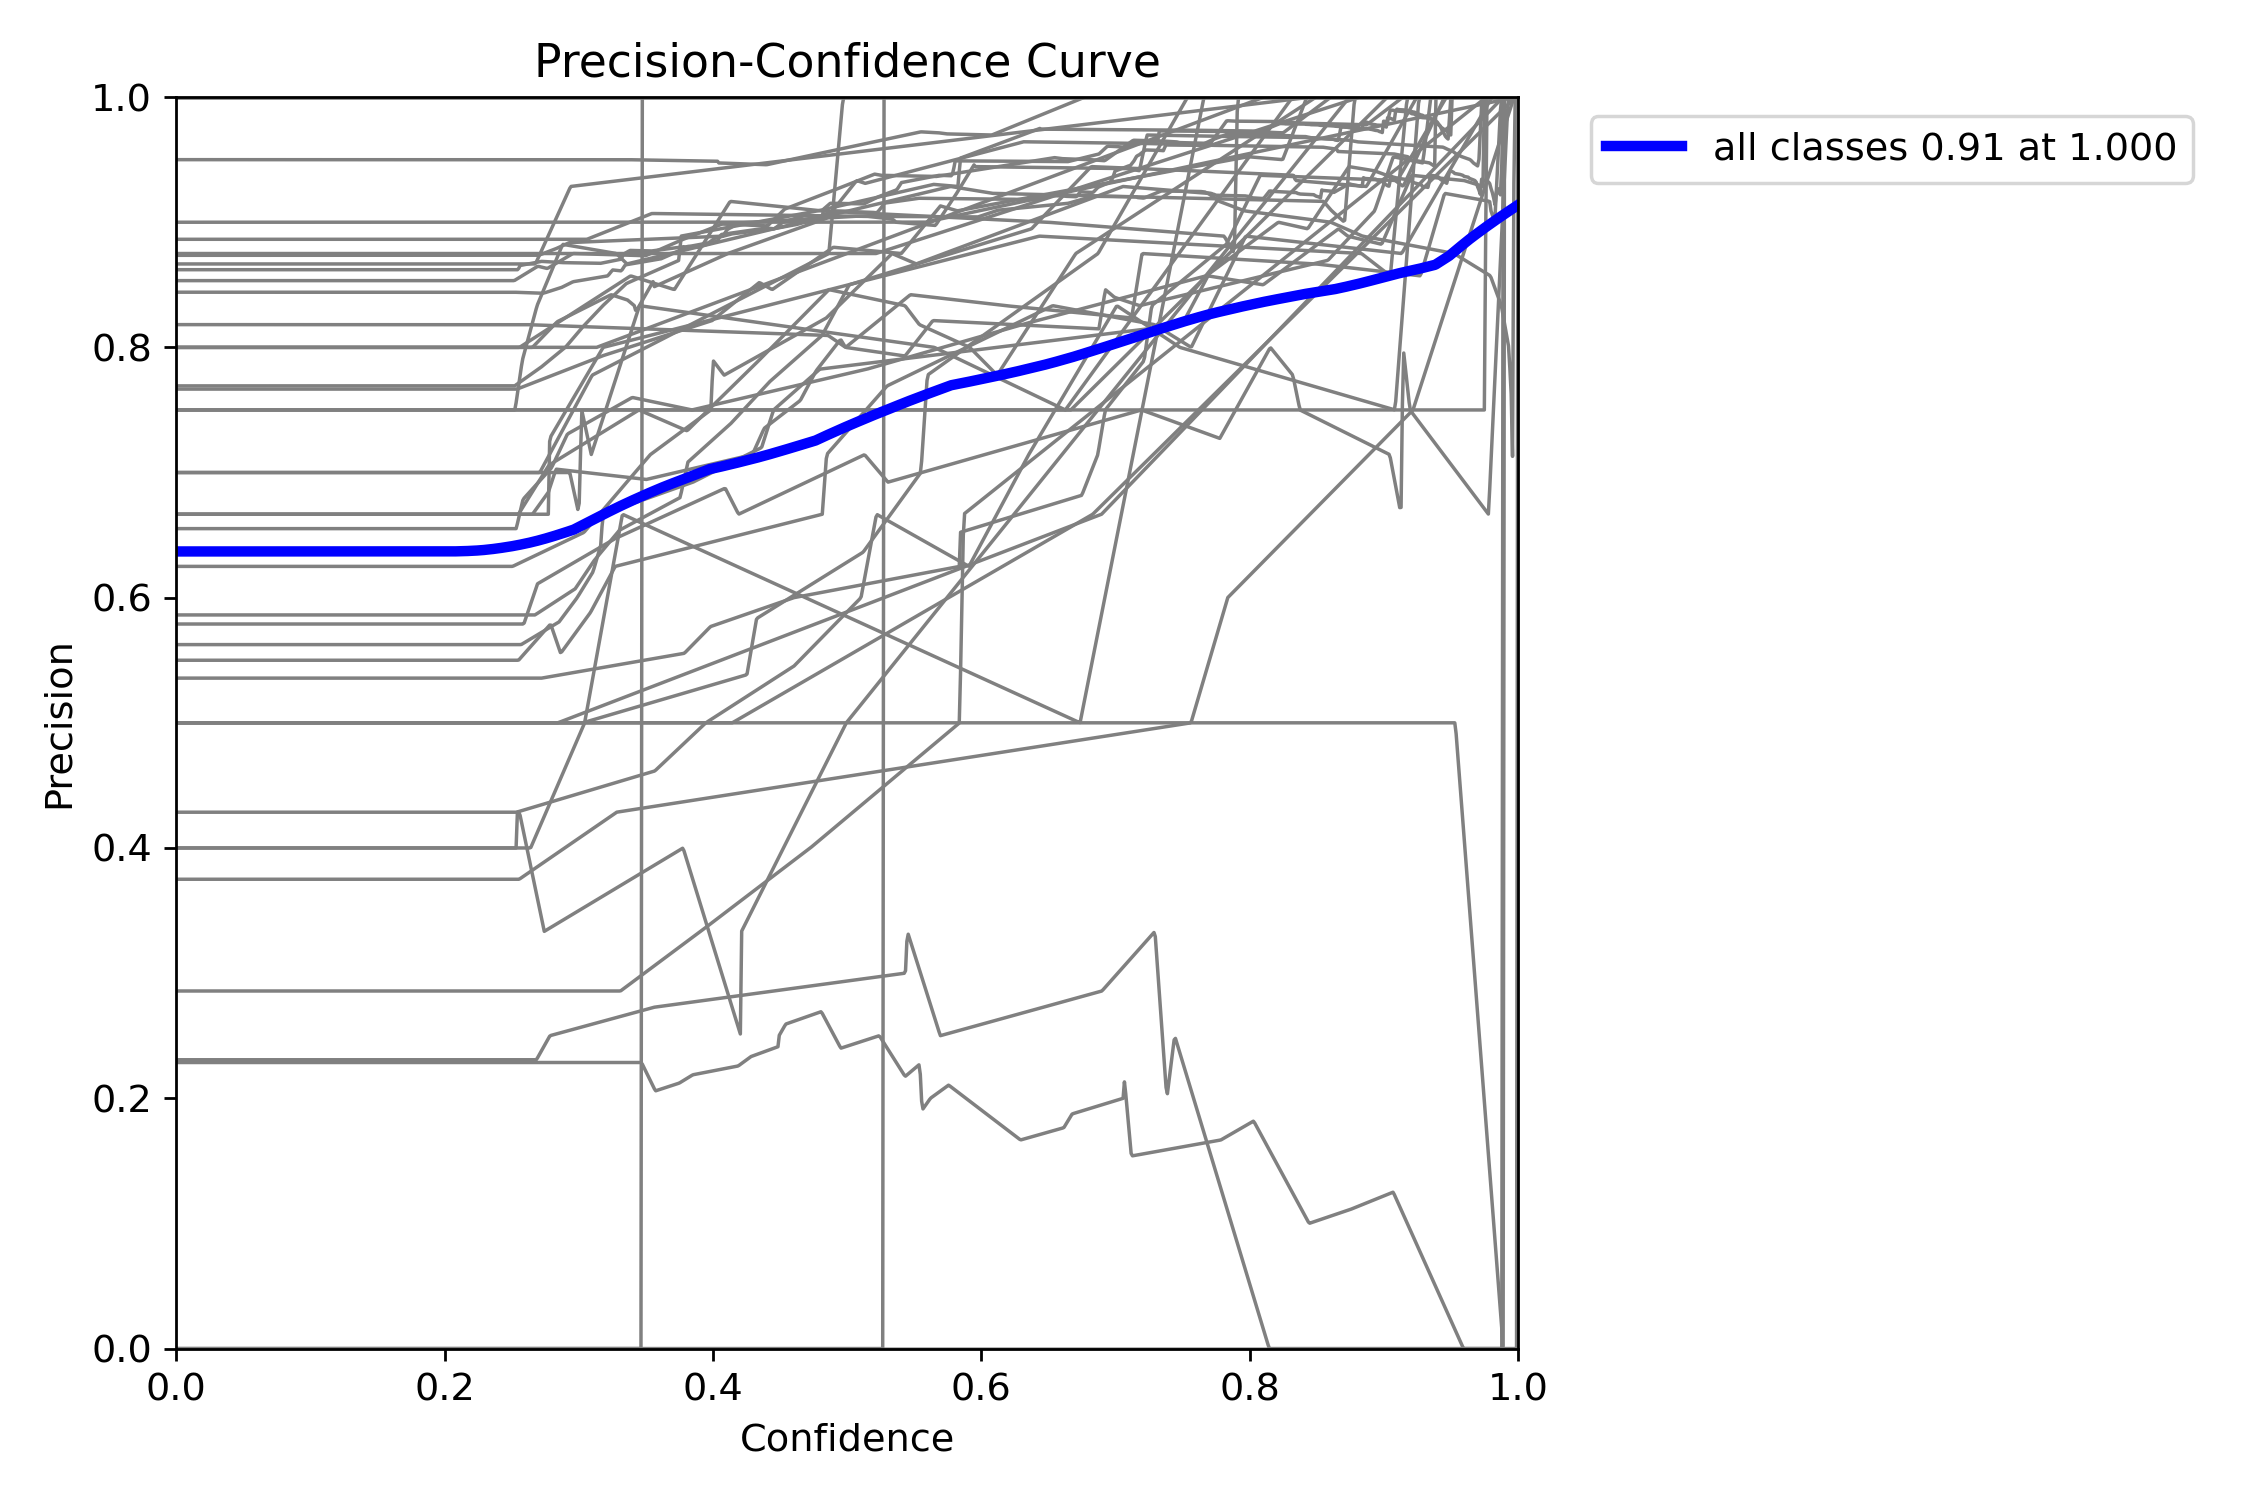 Precision-Confidence Curve
all classes 0.91 at 1.000
Precision
1.0
0.8
0.6
0.4
0.2
0.0
0.0 0.2 0.4 0.6 0.8 1.0
Confidence